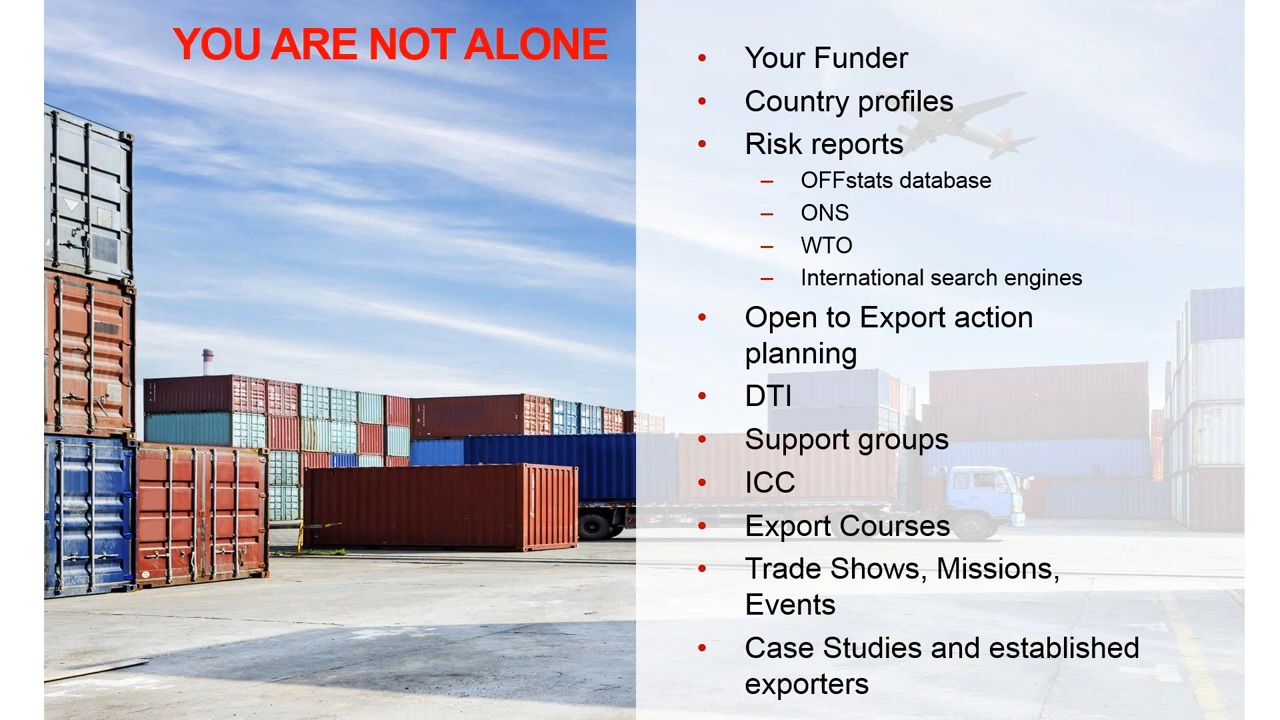 YOU ARE NOT ALONE
• Your Funder
• Country profiles
• Risk reports
– OFFstats database
– ONS
– WTO
– International search engines
• Open to Export action
planning
• DTI
• Support groups
• ICC
• Export Courses
• Trade Shows, Missions,
Events
• Case Studies and established
exporters